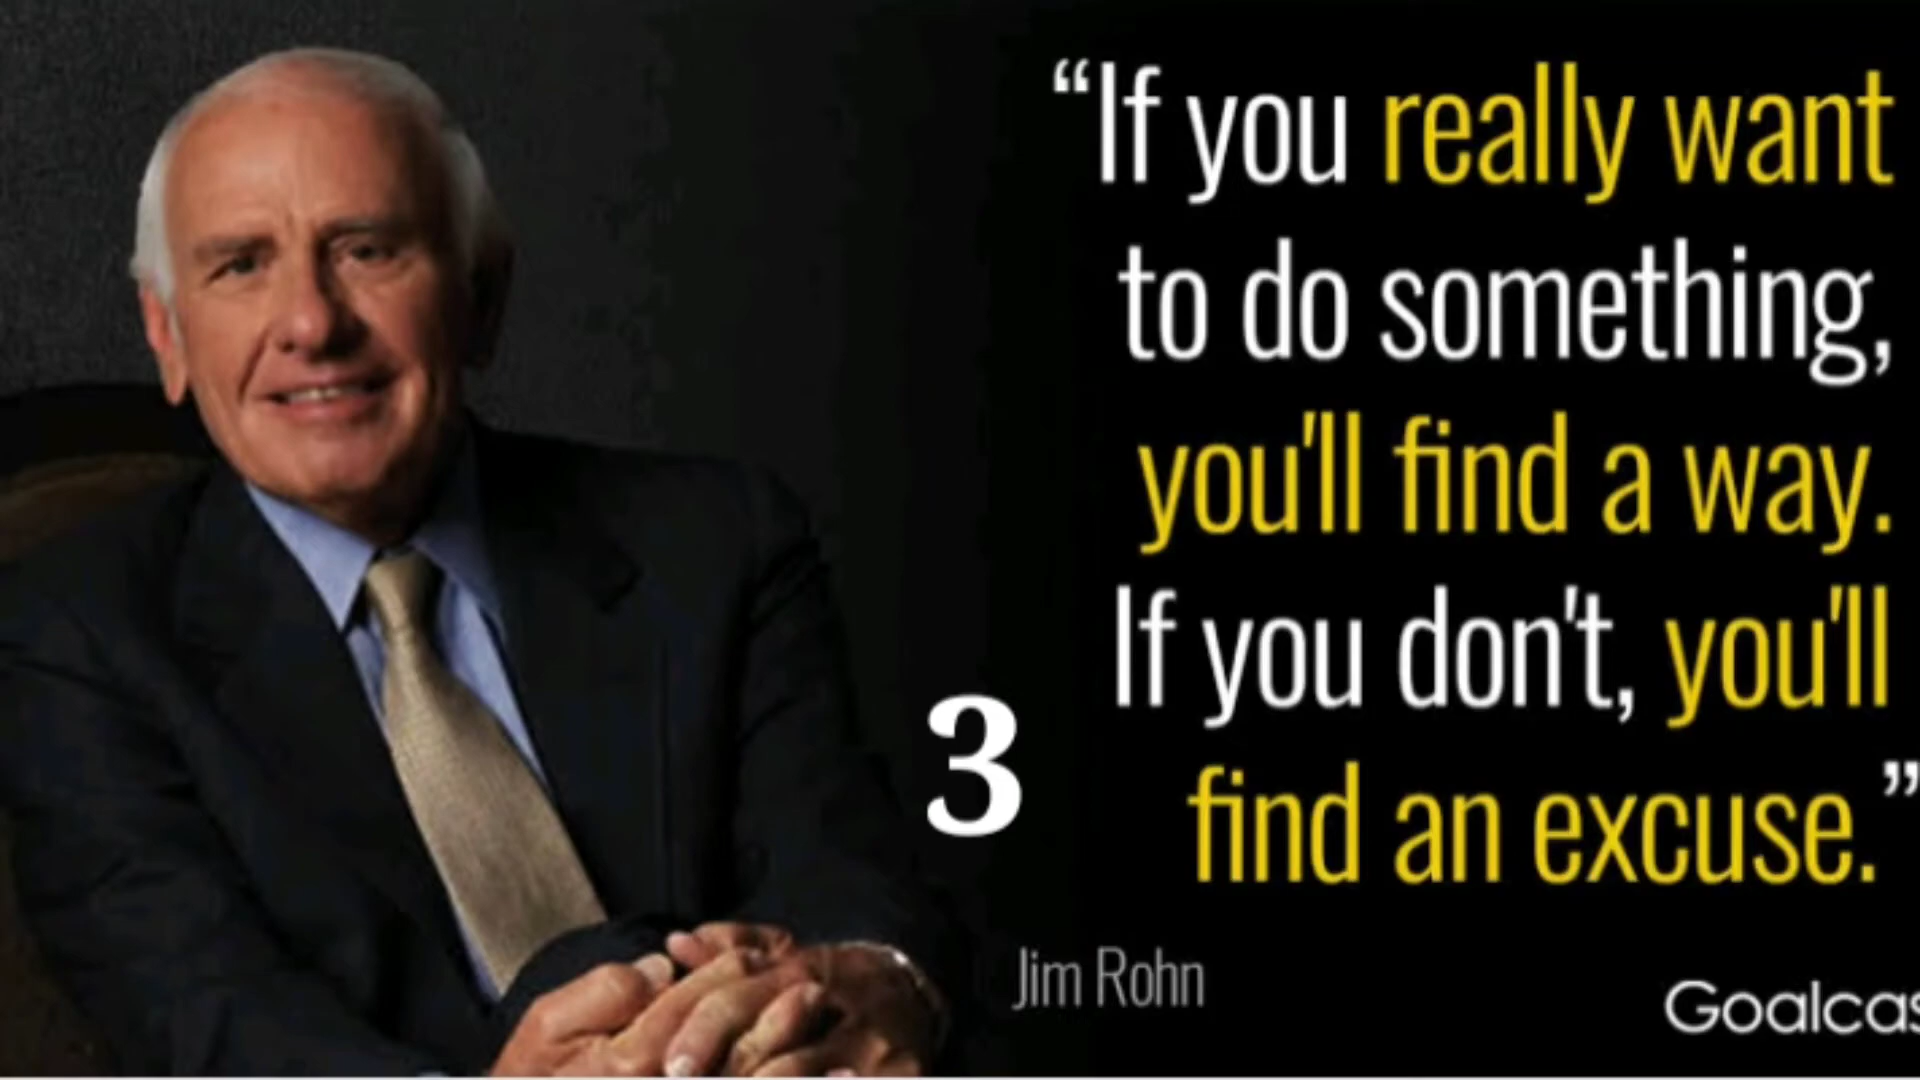 “If you really want
to do something,
you'll find a way.
If you don't, you'll
find an excuse.”
3
Jim Rohn
Goalcas